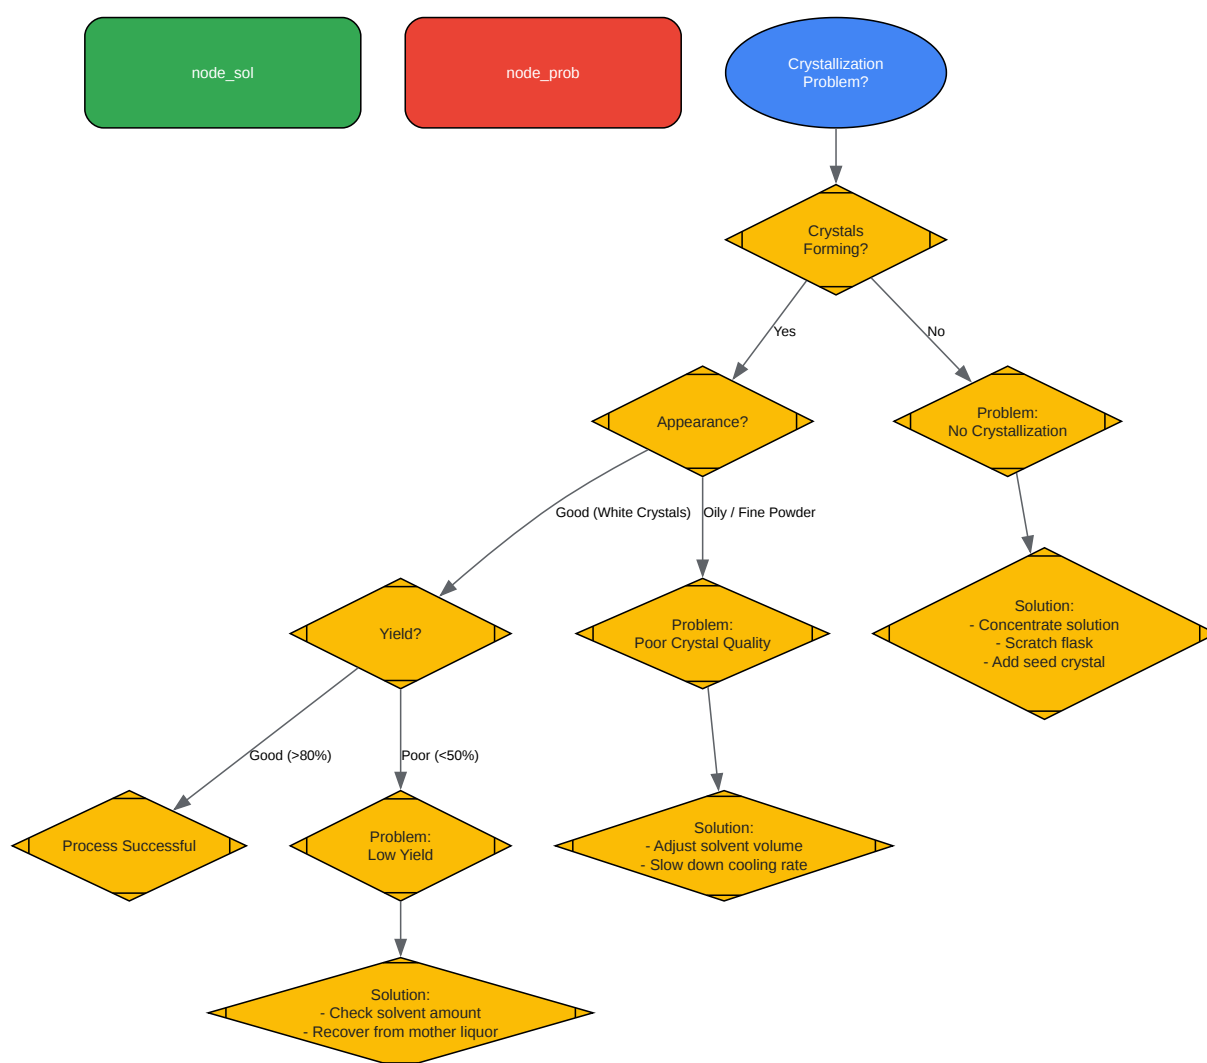 node_sol
node_prob
Crystallization
Problem?
Crystals
Forming?
Yes
No
Appearance?
Problem:
No Crystallization
Good (White Crystals)
Oily / Fine Powder
Yield?
Problem:
Poor Crystal Quality
Solution:
- Concentrate solution
- Scratch flask
- Add seed crystal
Good (>80%)
Poor (<50%)
Process Successful
Problem:
Low Yield
Solution:
- Adjust solvent volume
- Slow down cooling rate
Solution:
- Check solvent amount
- Recover from mother liquor